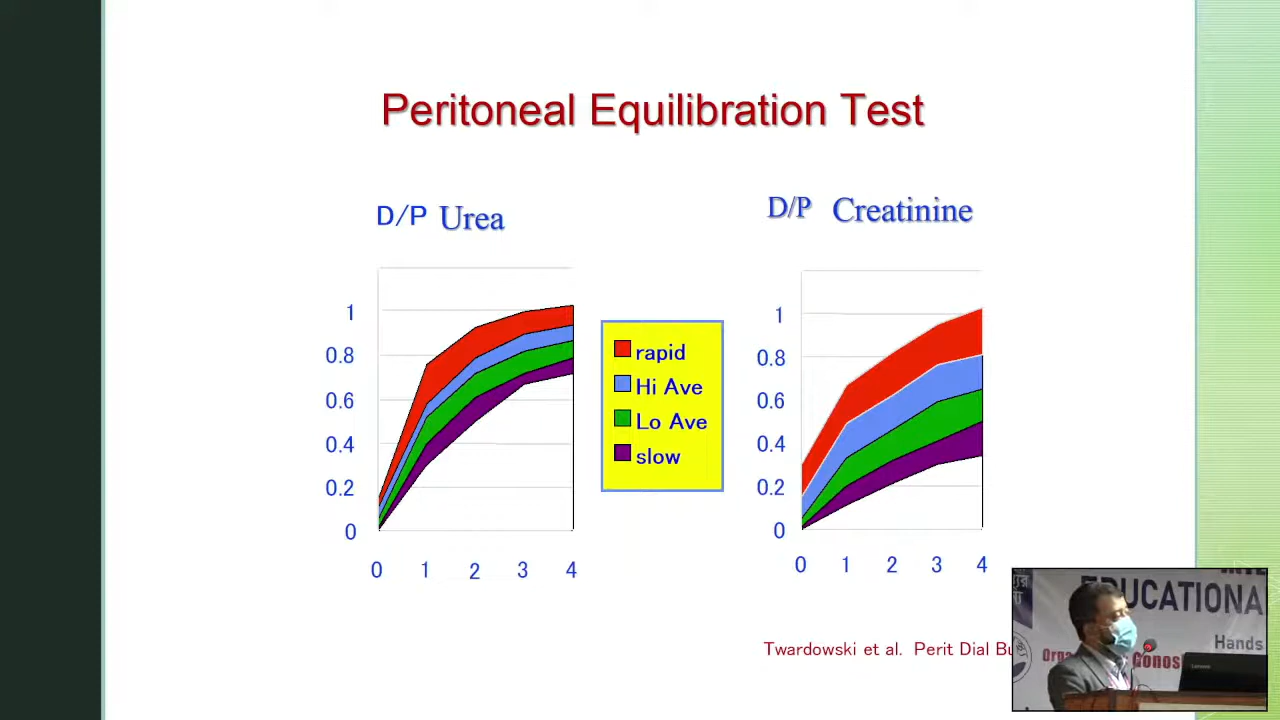 Peritoneal Equilibration Test
D/P Urea
D/P Creatinine
1
0.8
0.6
0.4
0.2
0
0 1 2 3 4
rapid
Hi Ave
Lo Ave
slow
1
0.8
0.6
0.4
0.2
0
0 1 2 3 4
Twardowski et al. Perit Dial
EDUCATIONA
Hands
Lenovo